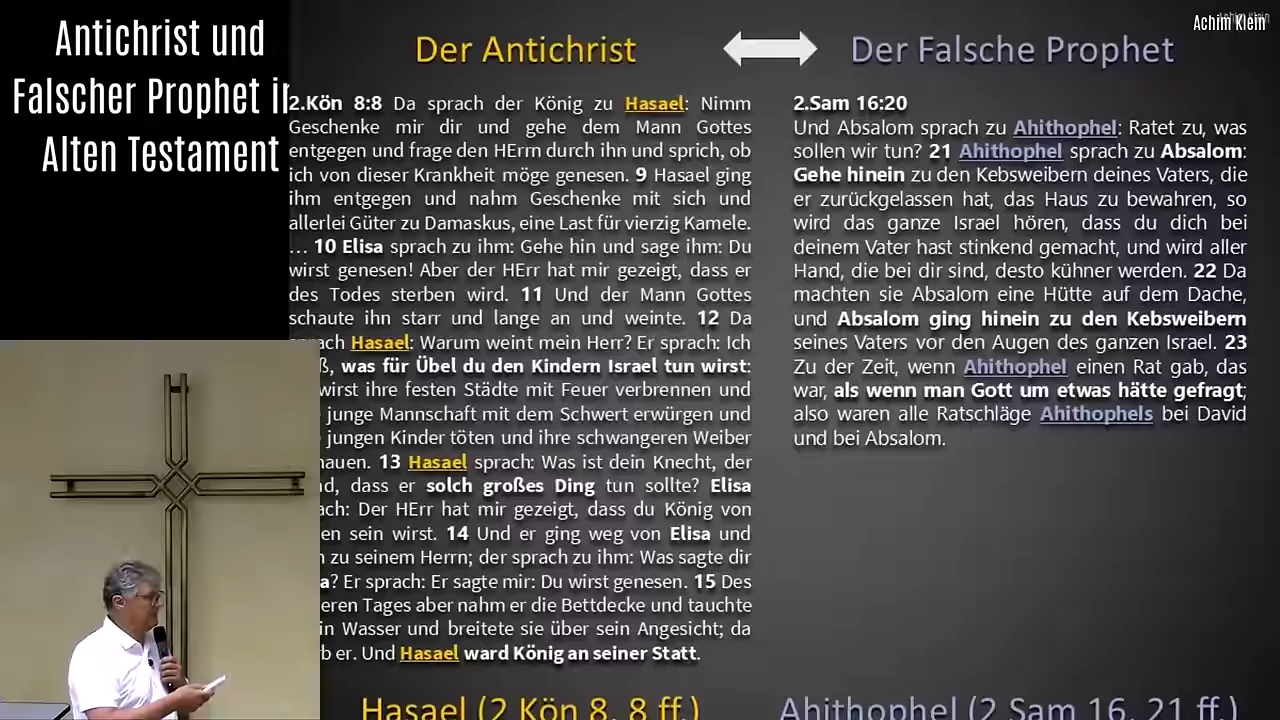 Antichrist und
Falscher Prophet i
Alten Testament
Achim Klein
Der Antichrist
Der Falsche Prophet
2.Kön 8:8 Da sprach der König zu Hasael: Nimm
Geschenke mir dir und gehe dem Mann Gottes
entgegen und frage den HErrn durch ihn und sprich, ob
ich von dieser Krankheit möge genesen. 9 Hasael ging
ihm entgegen und nahm Geschenke mit sich und
allerlei Güter zu Damaskus, eine Last für vierzig Kamele.
… 10 Elisa sprach zu ihm: Gehe hin und sage ihm: Du
wirst genesen! Aber der HErr hat mir gezeigt, dass er
des Todes sterben wird. 11 Und der Mann Gottes
schaute ihn starr und lange an und weinte. 12 Da
ach Hasael: Warum weint mein Herr? Er sprach: Ich
ß, was für Übel du den Kindern Israel tun wirst:
wirst ihre festen Städte mit Feuer verbrennen und
junge Mannschaft mit dem Schwert erwürgen und
jungen Kinder töten und ihre schwangeren Weiber
hauen. 13 Hasael sprach: Was ist dein Knecht, der
nd, dass er solch großes Ding tun sollte? Elisa
ach: Der HErr hat mir gezeigt, dass du König von
en sein wirst. 14 Und er ging weg von Elisa und
zu seinem Herrn; der sprach zu ihm: Was sagte dir
a? Er sprach: Er sagte mir: Du wirst genesen. 15 Des
eren Tages aber nahm er die Bettdecke und tauchte
in Wasser und breitete sie über sein Angesicht; da
b er. Und Hasael ward König an seiner Statt.
2.Sam 16:20
Und Absalom sprach zu Ahithophel: Ratet zu, was
sollen wir tun? 21 Ahithophel sprach zu Absalom:
Gehe hinein zu den Kebsweibern deines Vaters, die
er zurückgelassen hat, das Haus zu bewahren, so
wird das ganze Israel hören, dass du dich bei
deinem Vater hast stinkend gemacht, und wird aller
Hand, die bei dir sind, desto kühner werden. 22 Da
machten sie Absalom eine Hütte auf dem Dache,
und Absalom ging hinein zu den Kebsweibern
seines Vaters vor den Augen des ganzen Israel. 23
Zu der Zeit, wenn Ahithophel einen Rat gab, das
war, als wenn man Gott um etwas hätte gefragt;
also waren alle Ratschläge Ahithophels bei David
und bei Absalom.
Hasael (2 Kön 8, 8 ff.)
Ahithophel (2 Sam 16, 21 ff.)